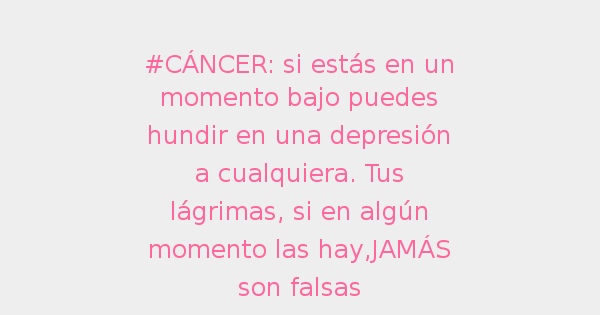 #CÁNCER: si estás en un
momento bajo puedes
hundir en una depresión
a cualquiera. Tus
lágrimas, si en algún
momento las hay,JAMÁS
son falsas